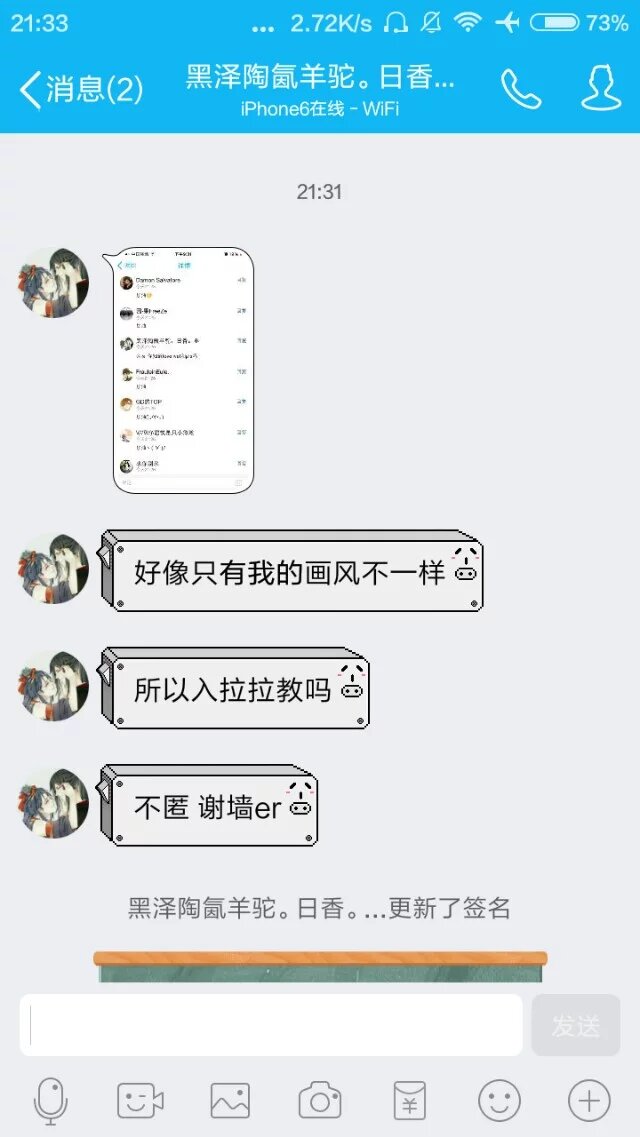 21:33
... 2.72K/s 73%
消息(2)
黑泽陶氤羊驼。日香...
iPhone6在线 - WiFi
21:31
Damon Salvatore
好像只有我的画风不一样
所以入拉拉教吗
不匿 谢墙er
黑泽陶氤羊驼。日香。...更新了签名
发送